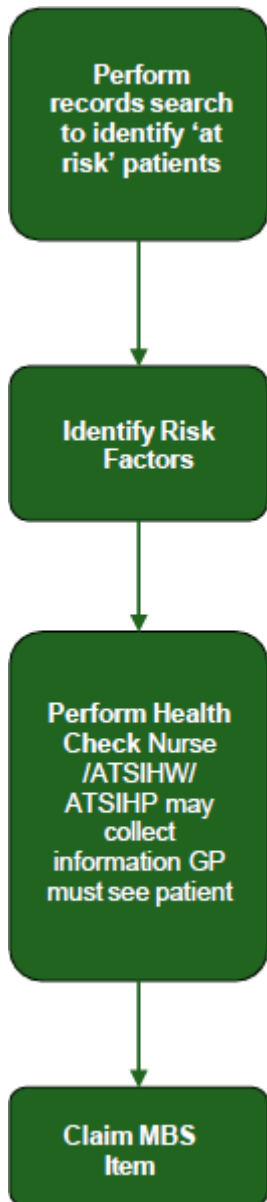 Perform
records search
to identify ‘at
risk’ patients
Identify Risk
Factors
Perform Health
Check Nurse
/ATSIHW/
ATSIHP may
collect
information GP
must see patient
Claim MBS
Item